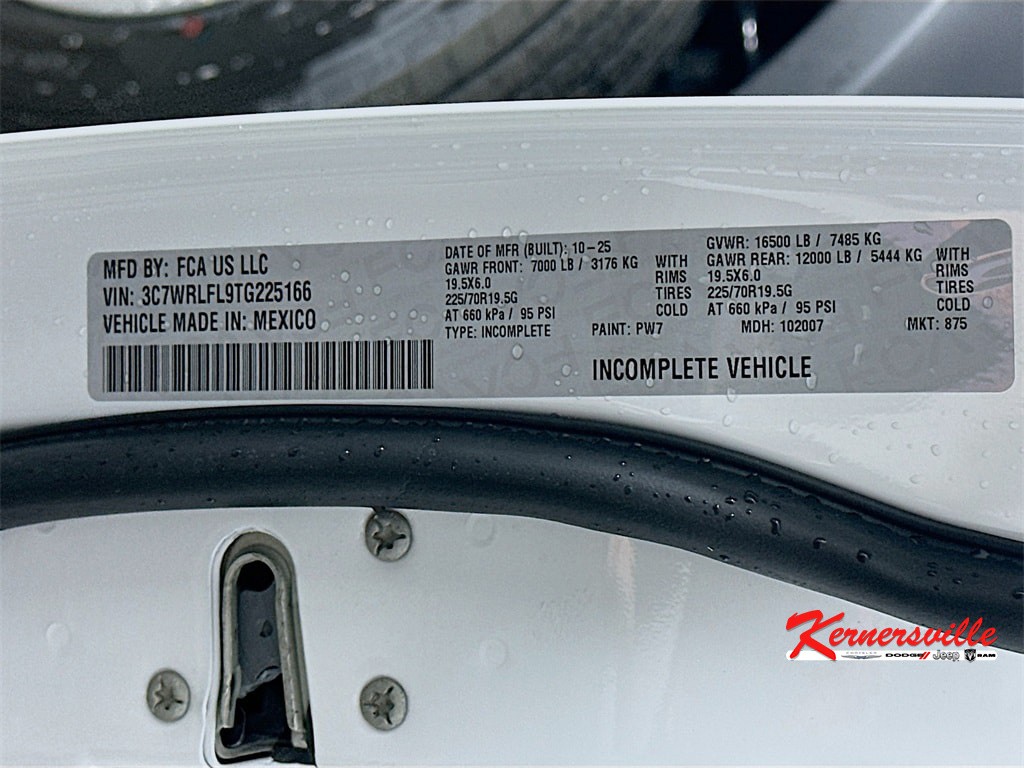 MFD BY: FCA US LLC
VIN: 3C7WRLFL9TG225166
VEHICLE MADE IN: MEXICO
DATE OF MFR (BUILT): 10-25
GAWR FRONT: 7000 LB / 3176 KG
19.5X6.0
225/70R19.5G
AT 660 kPa / 95 PSI
TYPE: INCOMPLETE
WITH
RIMS
TIRES
COLD
GVWR: 16500 LB / 7485 KG
GAWR REAR: 12000 LB / 5444 KG
19.5X6.0
225/70R19.5G
AT 660 kPa / 95 PSI
WITH
RIMS
TIRES
COLD
PAINT: PW7 MDH: 102007 MKT: 875
INCOMPLETE VEHICLE
Kernersville
CHRYSLER DODGE Jeep RAM